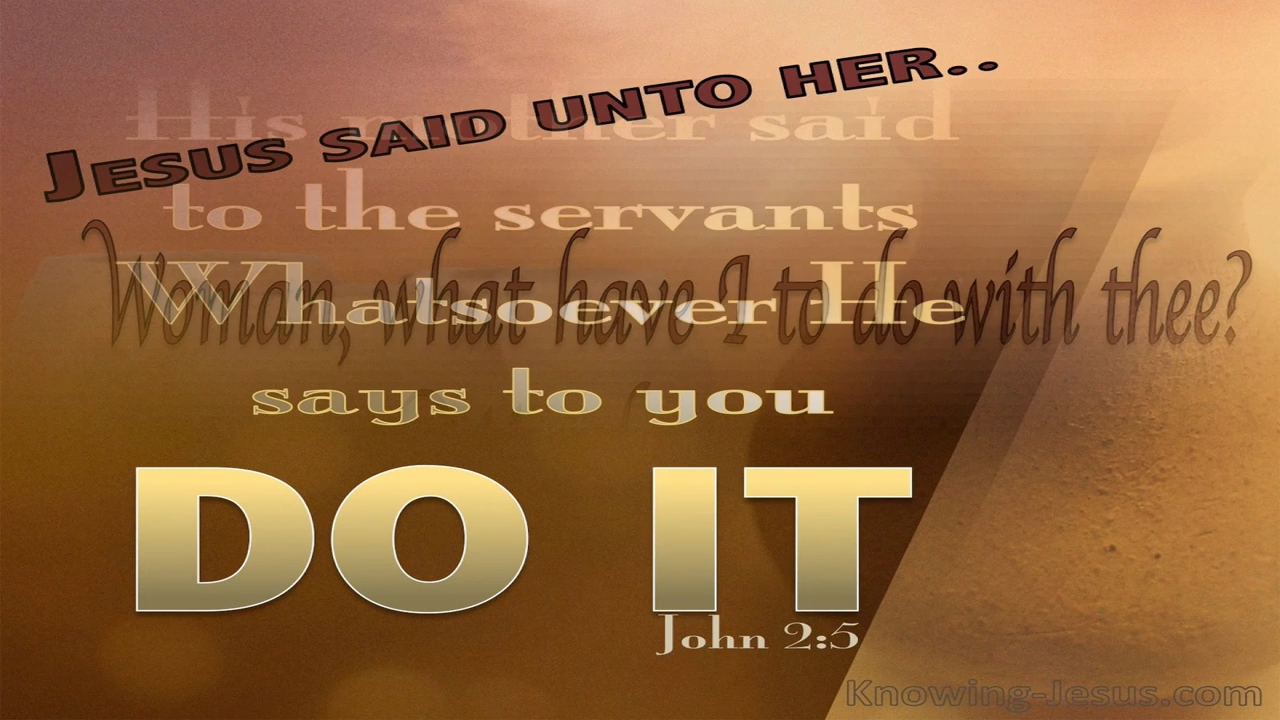 Jesus said unto her..
His mother said
to the servants
Woman, what have I to do with thee?
Whatsoever He
says to you
DO IT
John 2:5
Knowing-Jesus.com